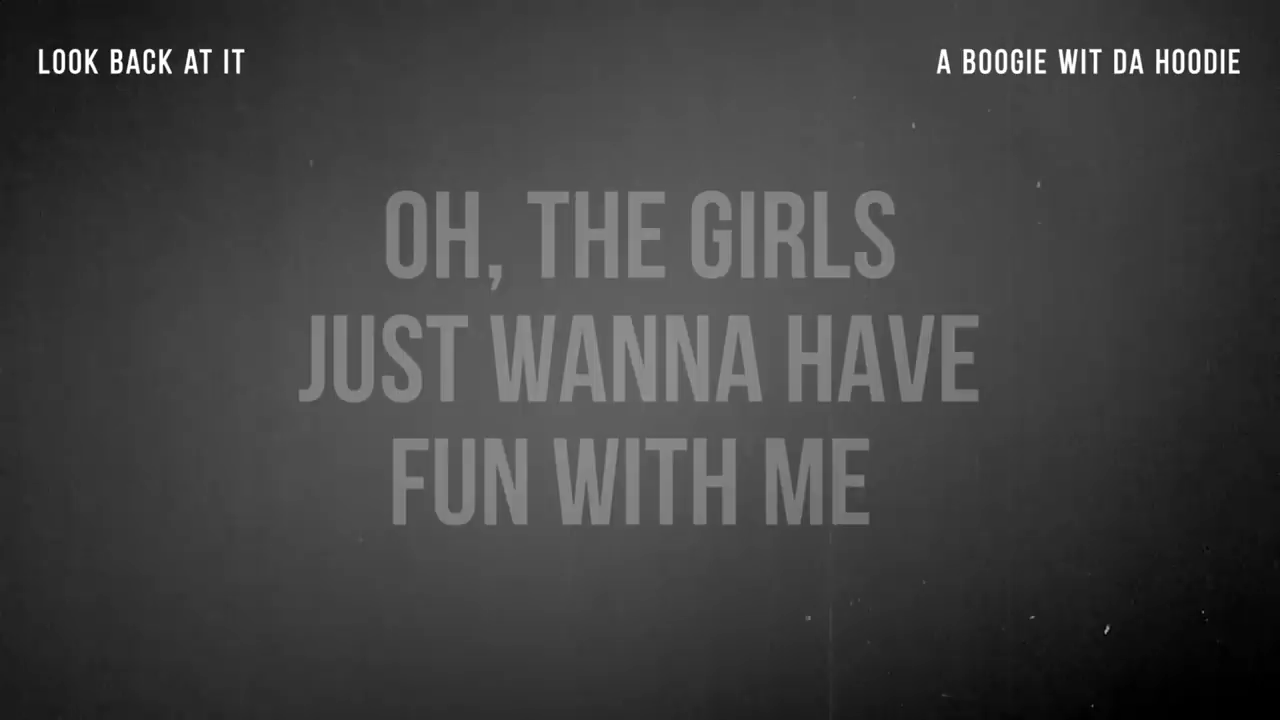 LOOK BACK AT IT
A BOOGIE WIT DA HOODIE
OH, THE GIRLS
JUST WANNA HAVE
FUN WITH ME